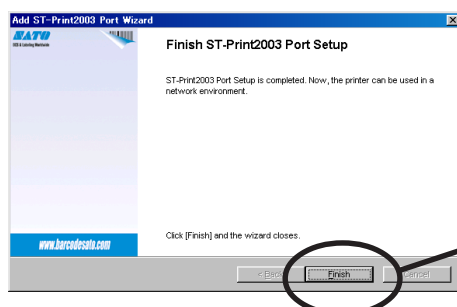 Add ST-Print2003 Port Wizard
SATO
Finish ST-Print2003 Port Setup
ST-Print2003 Port Setup is completed. Now, the printer can be used in a
network environment.
Click [Finish] and the wizard closes.
www.barcodesato.com
< Back
Finish
Cancel